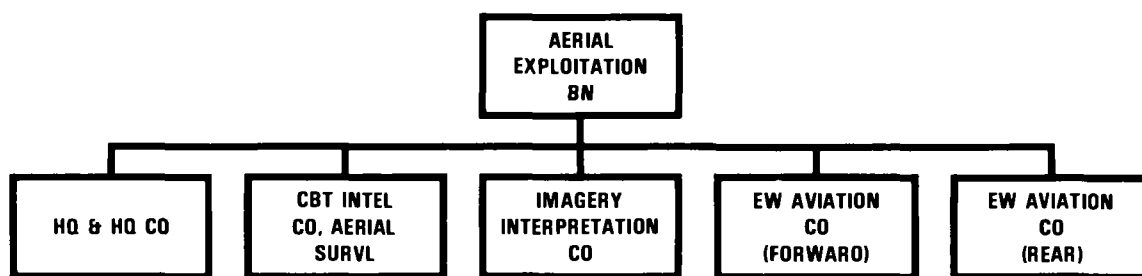 AERIAL
EXPLOITATION
BN
HQ & HQ CO
CBT INTEL
CO, AERIAL
SURVL
IMAGERY
INTERPRETATION
CO
EW AVIATION
CO
(FORWARO)
EW AVIATION
CO
(REAR)